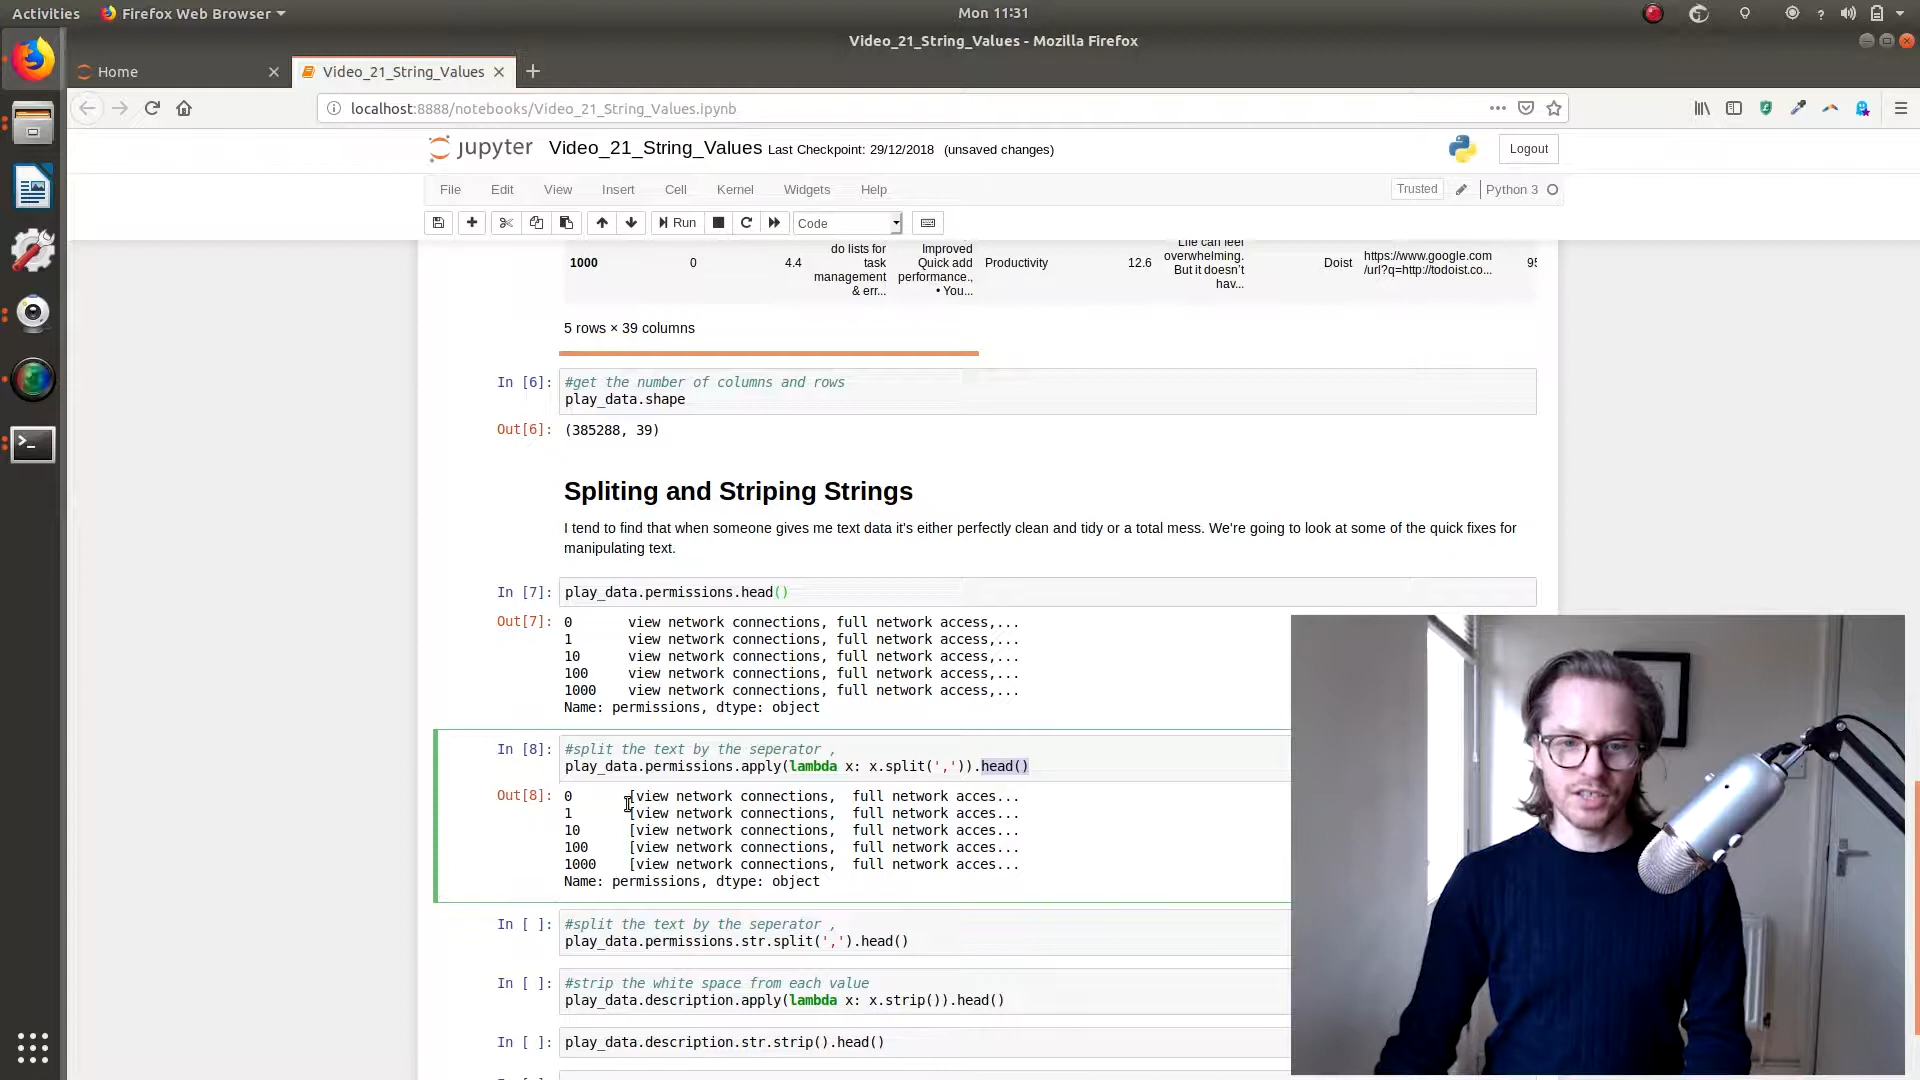 Activities Firefox Web Browser Mon 11:31 ?
Video_21_String_Values - Mozilla Firefox
Home Video_21_String_Values
localhost:8888/notebooks/Video_21_String_Values.ipynb
jupyter Video_21_String_Values Last Checkpoint: 29/12/2018 (unsaved changes) Logout
File Edit View Insert Cell Kernel Widgets Help Trusted Python 3
Run Code
do lists for Improved Life can feel
overwhelming.
1000 0 4.4 task Quick add Productivity 12.6 But it doesn't Doist https://www.google.com 95
management performance., hav... /url?q=http://todoist.co...
& err... • You...
5 rows × 39 columns
In [6]: #get the number of columns and rows
play_data.shape
Out[6]: (385288, 39)
Spliting and Striping Strings
I tend to find that when someone gives me text data it's either perfectly clean and tidy or a total mess. We're going to look at some of the quick fixes for
manipulating text.
In [7]: play_data.permissions.head()
Out[7]: 0 view network connections, full network access,...
1 view network connections, full network access,...
10 view network connections, full network access,...
100 view network connections, full network access,...
1000 view network connections, full network access,...
Name: permissions, dtype: object
In [8]: #split the text by the seperator ,
play_data.permissions.apply(lambda x: x.split(',')).head()
Out[8]: 0 [view network connections, full network acces...
1 [view network connections, full network acces...
10 [view network connections, full network acces...
100 [view network connections, full network acces...
1000 [view network connections, full network acces...
Name: permissions, dtype: object
In [ ]: #split the text by the seperator ,
play_data.permissions.str.split(',').head()
In [ ]: #strip the white space from each value
play_data.description.apply(lambda x: x.strip()).head()
In [ ]: play_data.description.str.strip().head()